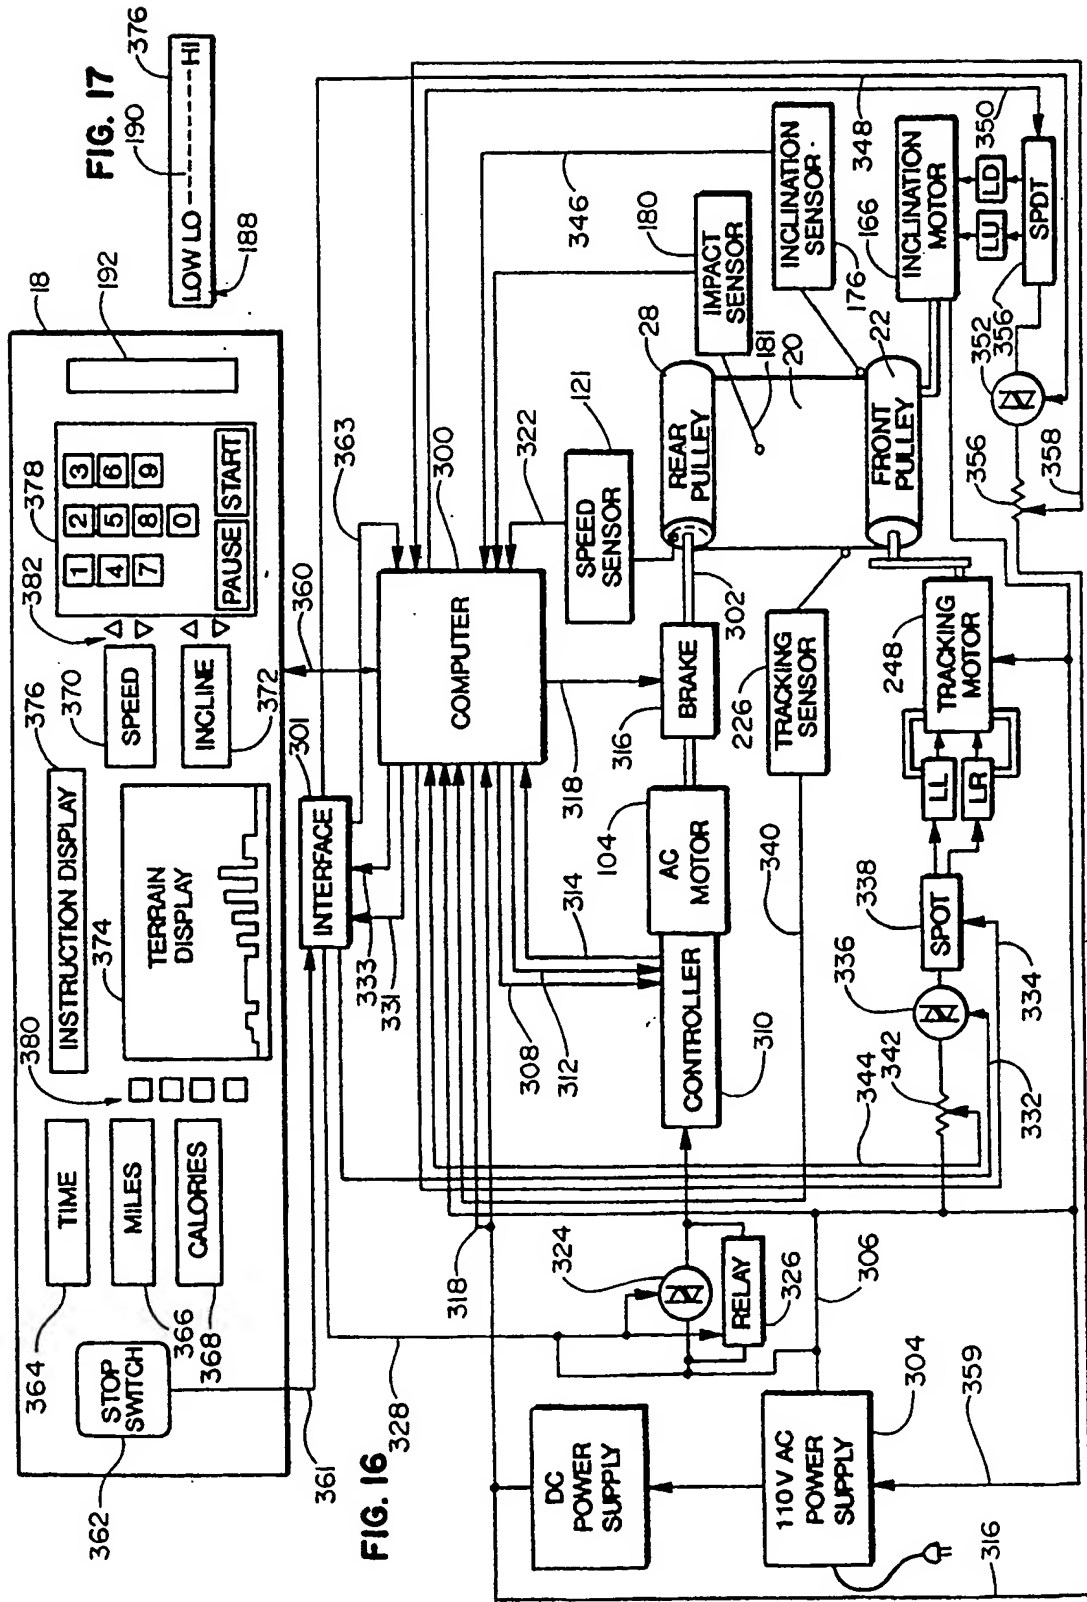 FIG. 17
376
190
LOW LO ---------- HI
188
18
192
378
382
376
370
374
380
364
366
368
362
372
TIME
MILES
CALORIES
STOP
SWITCH
INSTRUCTION DISPLAY
TERRAIN
DISPLAY
SPEED
INCLINE
1 2 3
4 5 6
7 8 9
0
PAUSE START
361
328
FIG. 16
301
INTERFACE
333
331
363
360
300
COMPUTER
322
121
SPEED
SENSOR
346
180
IMPACT
SENSOR
181
INCLINATION
SENSOR
176
348
350
166
INCLINATION
MOTOR
LU
LD
SPDT
356
352
356
358
28
REAR
PULLEY
20
22
FRONT
PULLEY
302
318
BRAKE
316
226
TRACKING
SENSOR
340
104
AC
MOTOR
314
312
308
CONTROLLER
310
248
TRACKING
MOTOR
LL
LR
338
SPOT
336
342
344
334
332
318
324
RELAY
326
306
DC
POWER
SUPPLY
110V AC
POWER
SUPPLY
304
359
316